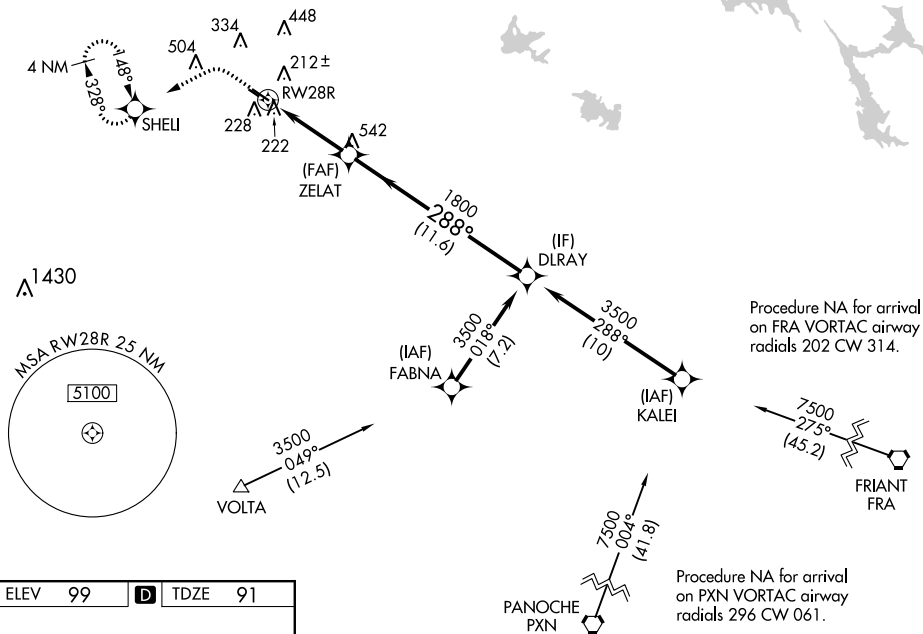 448
334
504
212±
4 NM
148°
328°
SHELI
RW28R
228
222
542
(FAF)
ZELAT
1800
288°
(11.6)
(IF)
DLRAY
1430
MSA RW28R 25 NM
5100
3500
018°
(7.2)
(IAF)
FABNA
3500
288°
(10)
(IAF)
KALEI
Procedure NA for arrival
on FRA VORTAC airway
radials 202 CW 314.
7500
275°
(45.2)
FRIANT
FRA
3500
049°
(12.5)
VOLTA
7500
004°
(41.8)
PANOCHE
PXN
Procedure NA for arrival
on PXN VORTAC airway
radials 296 CW 061.
ELEV 99 D TDZE 91